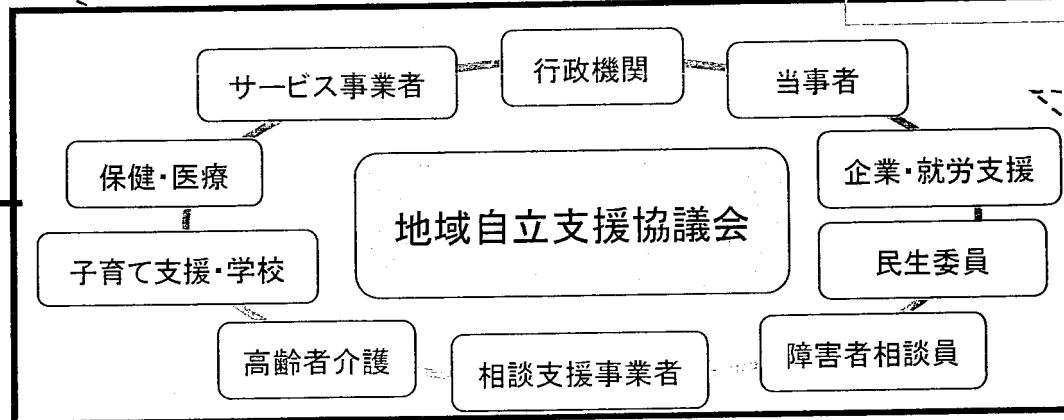 行政機関
サービス事業者
当事者
保健・医療
企業・就労支援
地域自立支援協議会
子育て支援・学校
民生委員
高齢者介護
相談支援事業者
障害者相談員